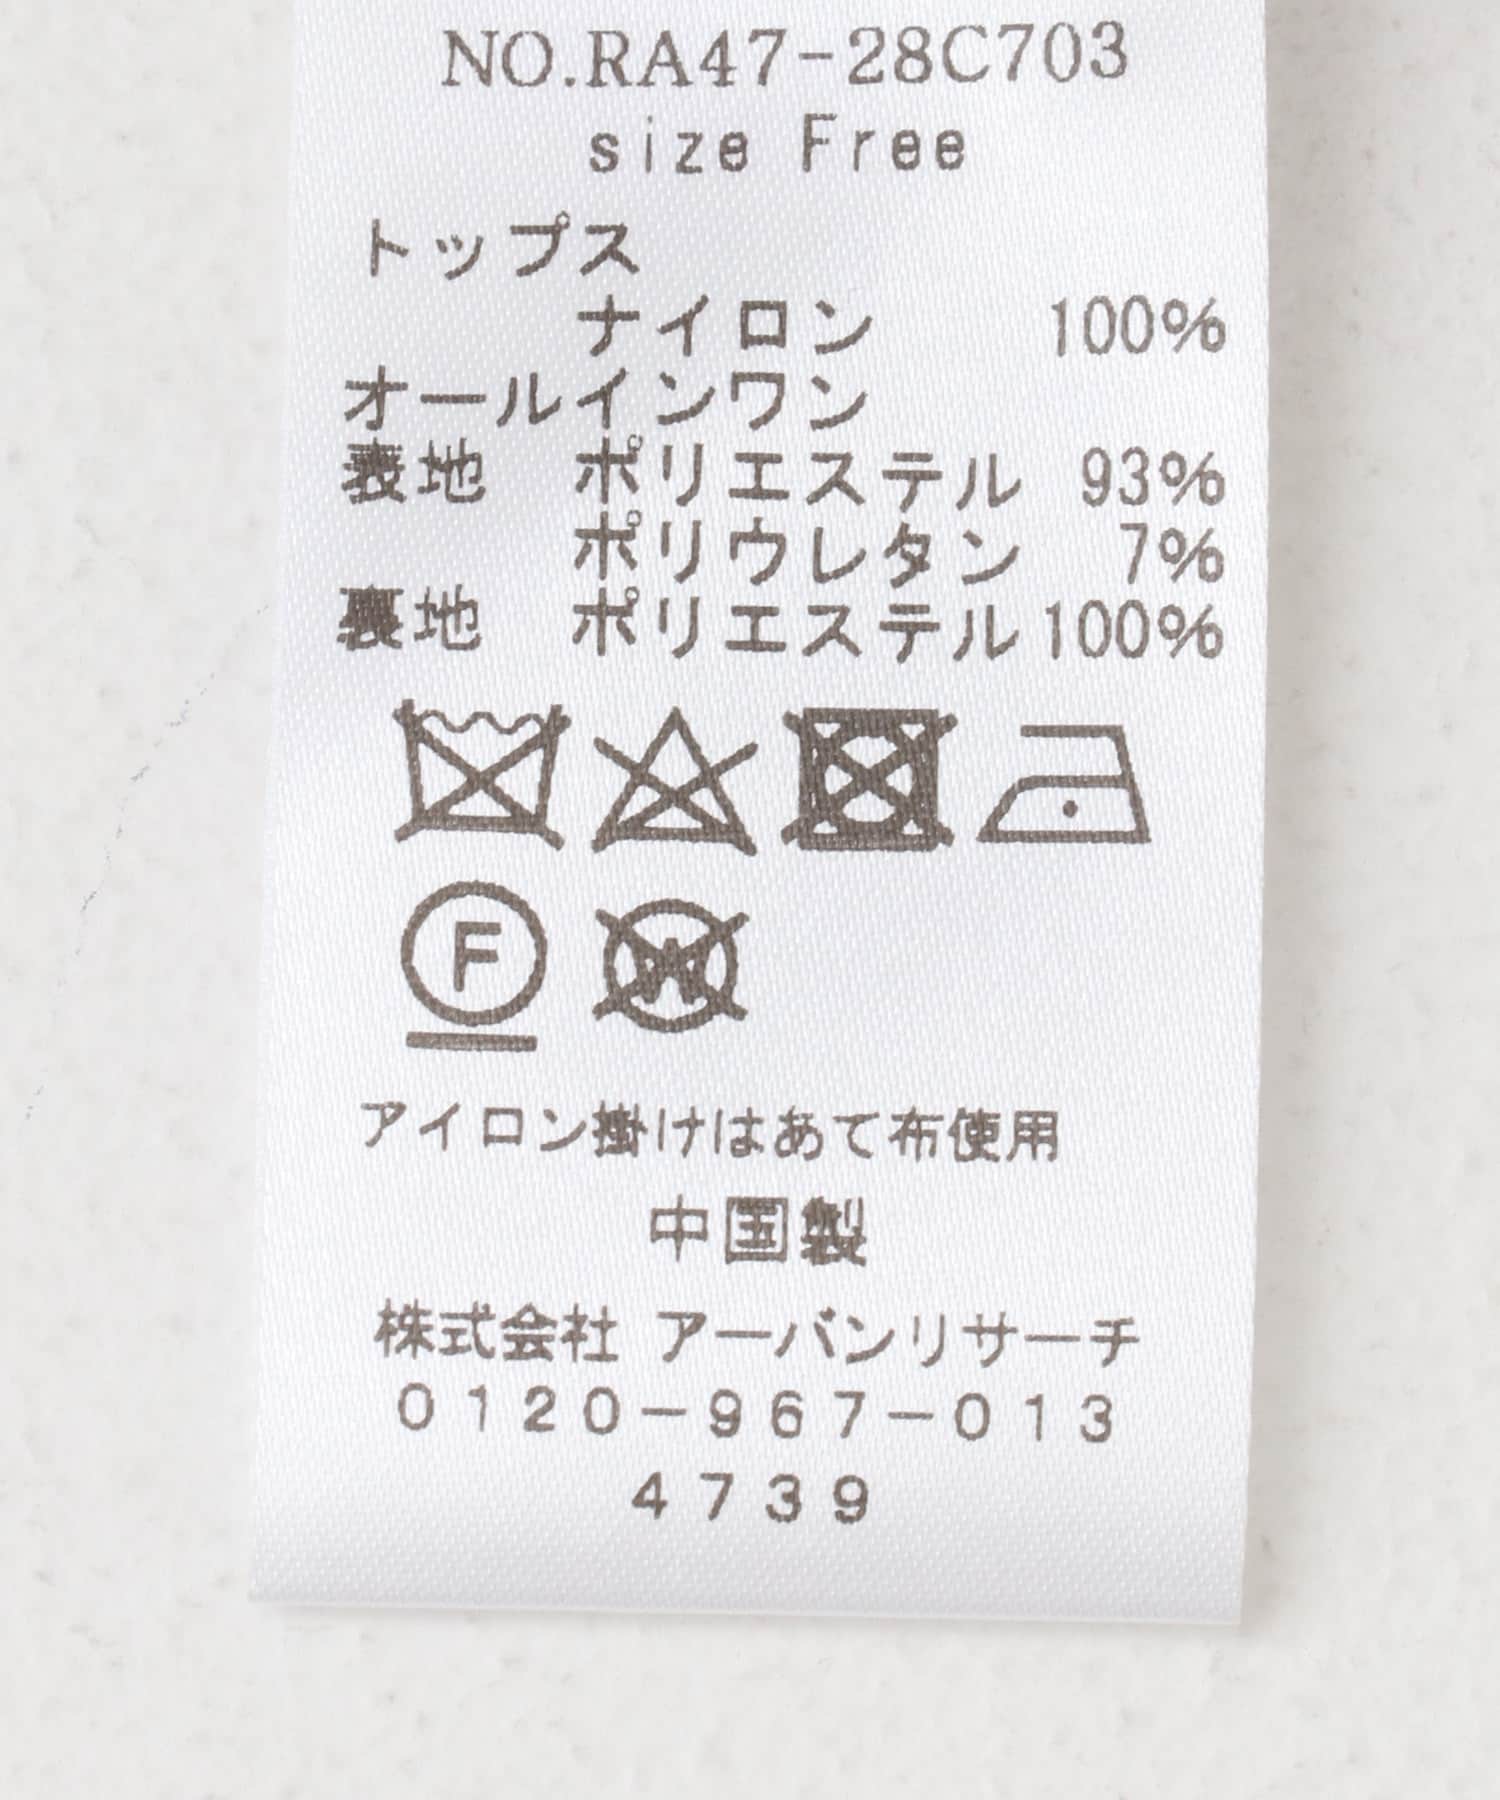 NO.RA47-28C703
size Free
トップス
ナイロン 100%
オールインワン
表地 ポリエステル 93%
ポリウレタン 7%
裏地 ポリエステル 100%
F W
アイロン掛けはあて布使用
中国製
株式会社 アーバンリサーチ
0120-967-013
4739